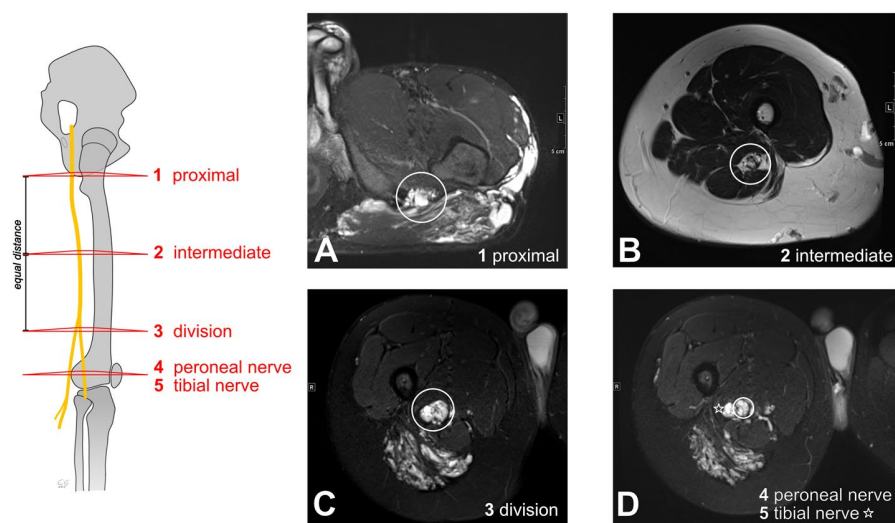 1 proximal
equal distance
2 intermediate
3 division
4 peroneal nerve
5 tibial nerve
L
5 cm
A
1 proximal
L
5 cm
B
2 intermediate
R
C
3 division
R
D
4 peroneal nerve
5 tibial nerve ☆